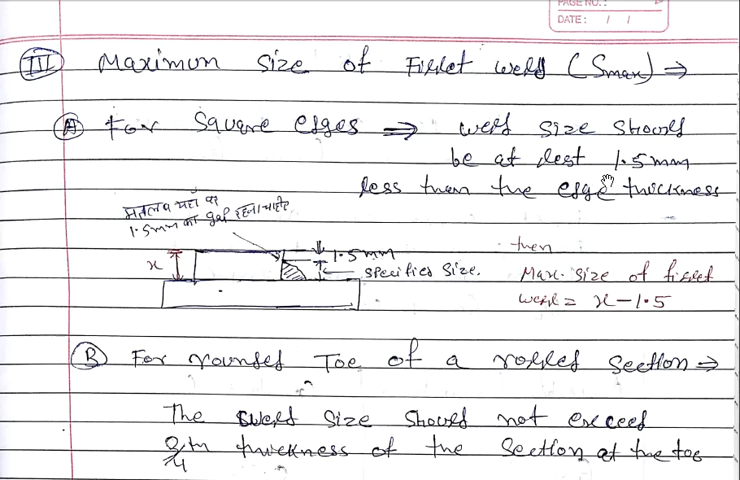 PAGE NO.:
DATE: / /
III Maximum Size of Fillet weld (Smax) ⇒
A For Square edges ⇒ weld size should
be at lest 1.5mm
less than the edge thickness
मतलब यहाँ पर
1.5mm का gap रहना चाहीए
1.5mm
x
specified size.
then
Max. size of fillet
weld = x-1.5
B For rounded Toe of a rolled section ⇒
The weld size should not exceed
3/4th thickness of the section at the toe